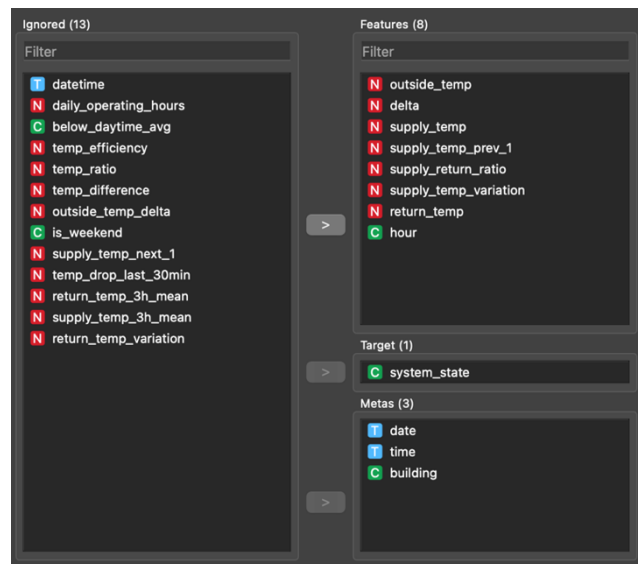 Ignored (13)
Filter
T datetime
N daily_operating_hours
C below_daytime_avg
N temp_efficiency
N temp_ratio
N temp_difference
N outside_temp_delta
C is_weekend
N supply_temp_next_1
N temp_drop_last_30min
N return_temp_3h_mean
N supply_temp_3h_mean
N return_temp_variation
>
>
>
Features (8)
Filter
N outside_temp
N delta
N supply_temp
N supply_temp_prev_1
N supply_return_ratio
N supply_temp_variation
N return_temp
C hour
Target (1)
C system_state
Metas (3)
T date
T time
C building